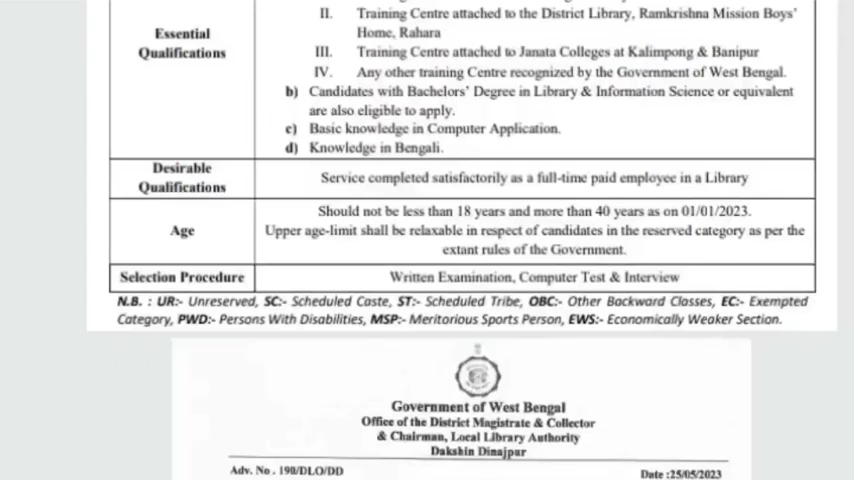 II. Training Centre attached to the District Library, Ramkrishna Mission Boys'
Home, Rahara
Essential
Qualifications
III. Training Centre attached to Janata Colleges at Kalimpong & Banipur
IV. Any other training Centre recognized by the Government of West Bengal.
b) Candidates with Bachelors' Degree in Library & Information Science or equivalent
are also eligible to apply.
c) Basic knowledge in Computer Application.
d) Knowledge in Bengali.
Desirable
Qualifications
Service completed satisfactorily as a full-time paid employee in a Library
Age
Should not be less than 18 years and more than 40 years as on 01/01/2023.
Upper age-limit shall be relaxable in respect of candidates in the reserved category as per the
extant rules of the Government.
Selection Procedure Written Examination, Computer Test & Interview
N.B. : UR:- Unreserved, SC:- Scheduled Caste, ST:- Scheduled Tribe, OBC:- Other Backward Classes, EC:- Exempted
Category, PWD:- Persons With Disabilities, MSP:- Meritorious Sports Person, EWS:- Economically Weaker Section.
Government of West Bengal
Office of the District Magistrate & Collector
& Chairman, Local Library Authority
Dakshin Dinajpur
Adv. No . 190/DLO/DD Date :25/05/2023